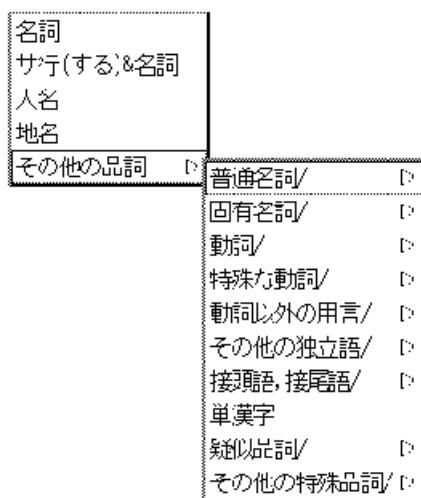 名詞
サ行(する)&名詞
人名
地名
その他の品詞
普通名詞/
固有名詞/
動詞/
特殊な動詞/
動詞以外の用言/
その他の独立語/
接頭語,接尾語/
単漢字
疑似品詞/
その他の特殊品詞/